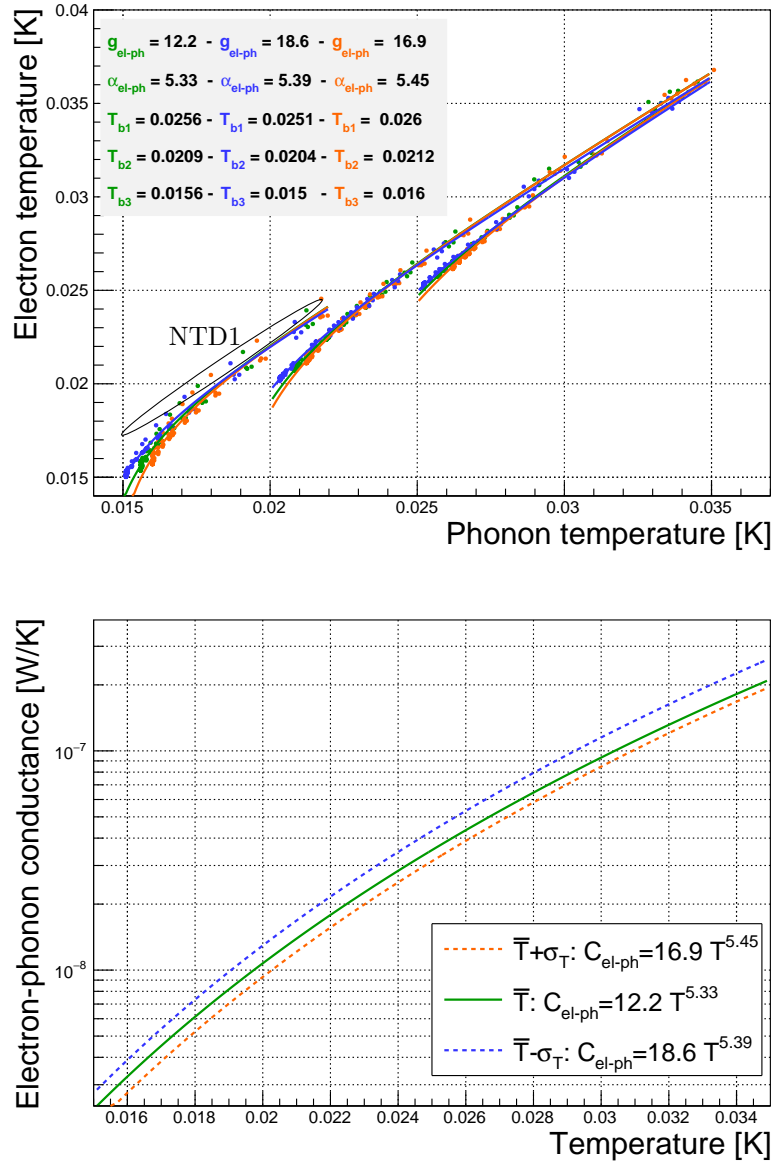 Electron temperature [K]
0.04
0.035
0.03
0.025
0.02
0.015
g_el-ph = 12.2 - g_el-ph = 18.6 - g_el-ph = 16.9
α_el-ph = 5.33 - α_el-ph = 5.39 - α_el-ph = 5.45
T_b1 = 0.0256 - T_b1 = 0.0251 - T_b1 = 0.026
T_b2 = 0.0209 - T_b2 = 0.0204 - T_b2 = 0.0212
T_b3 = 0.0156 - T_b3 = 0.015 - T_b3 = 0.016
NTD1
0.015 0.02 0.025 0.03 0.035
Phonon temperature [K]
Electron-phonon conductance [W/K]
10^-7
10^-8
T̅+σ_T: C_el-ph=16.9 T^5.45
T̅: C_el-ph=12.2 T^5.33
T̅-σ_T: C_el-ph=18.6 T^5.39
0.016 0.018 0.02 0.022 0.024 0.026 0.028 0.03 0.032 0.034
Temperature [K]